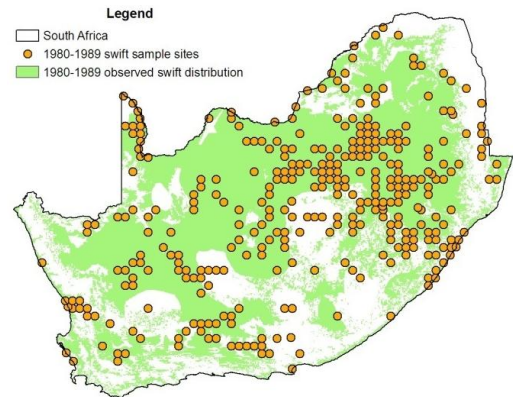 Legend
South Africa
1980-1989 swift sample sites
1980-1989 observed swift distribution